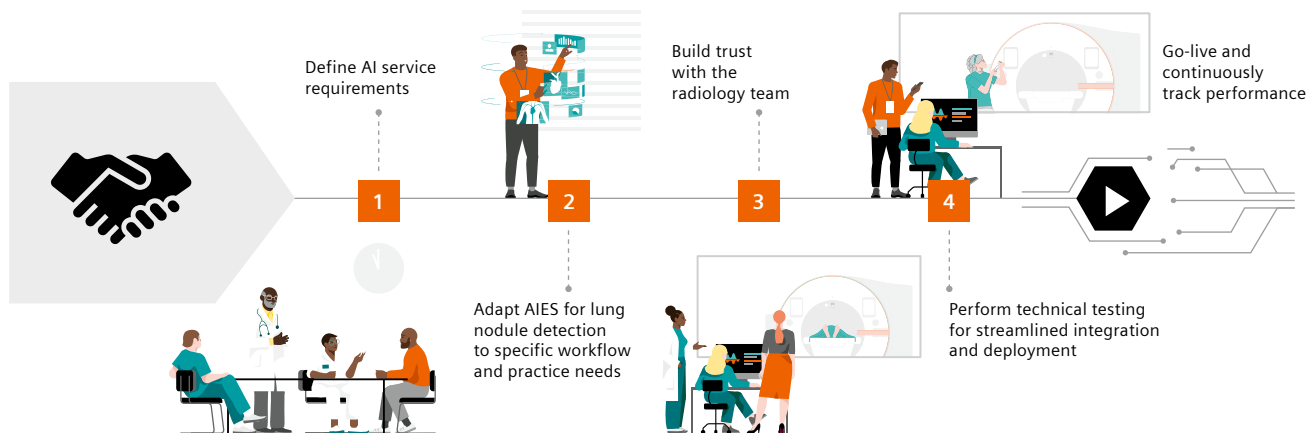 Define AI service
requirements
1
2
Adapt AIES for lung
nodule detection
to specific workflow
and practice needs
Build trust
with the
radiology team
3
4
Perform technical testing
for streamlined integration
and deployment
Go-live and
continuously
track performance